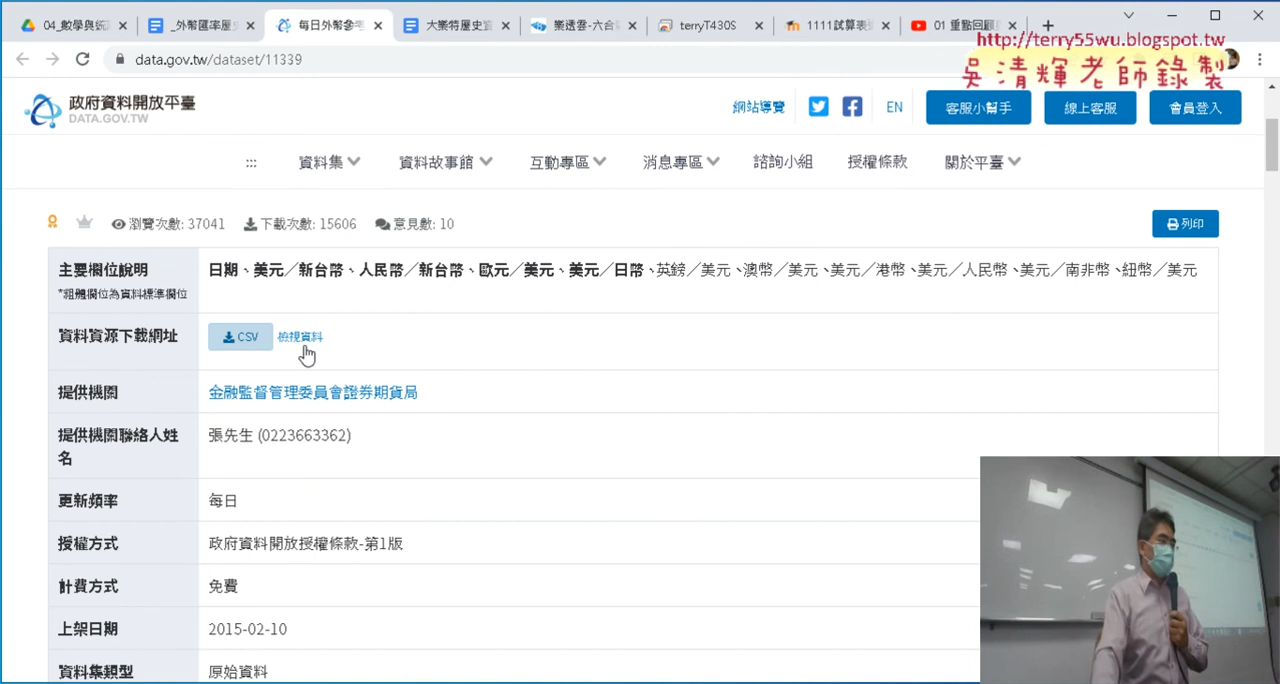 04_數學與統
_外幣匯率歷史
每日外幣參考
大樂特歷史資
樂透雲-六合
terryT430S
1111試算表
01 重點回顧
http://terry55wu.blogspot.tw
data.gov.tw/dataset/11339
吳清輝老師錄製
政府資料開放平臺
DATA.GOV.TW
網站導覽
EN
客服小幫手
線上客服
會員登入
:::
資料集
資料故事館
互動專區
消息專區
諮詢小組
授權條款
關於平臺
瀏覽次數: 37041
下載次數: 15606
意見數: 10
列印
主要欄位說明
*粗體欄位為資料標準欄位
日期、美元／新台幣、人民幣／新台幣、歐元／美元、美元／日幣、英鎊／美元、澳幣／美元、美元／港幣、美元／人民幣、美元／南非幣、紐幣／美元
資料資源下載網址
CSV
檢視資料
提供機關
金融監督管理委員會證券期貨局
提供機關聯絡人姓
名
張先生 (0223663362)
更新頻率
每日
授權方式
政府資料開放授權條款-第1版
計費方式
免費
上架日期
2015-02-10
資料集類型
原始資料